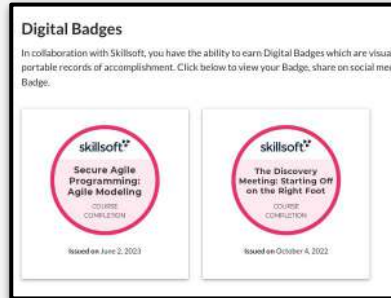 Digital Badges
In collaboration with Skillsoft, you have the ability to earn Digital Badges which are visua
portable records of accomplishment. Click below to view your Badge, share on social me
Badge.
skillsoft
Secure Agile
Programming:
Agile Modeling
COURSE
COMPLETION
Issued on June 2, 2023
skillsoft
The Discovery
Meeting: Starting Off
on the Right Foot
COURSE
COMPLETION
Issued on October 4, 2022